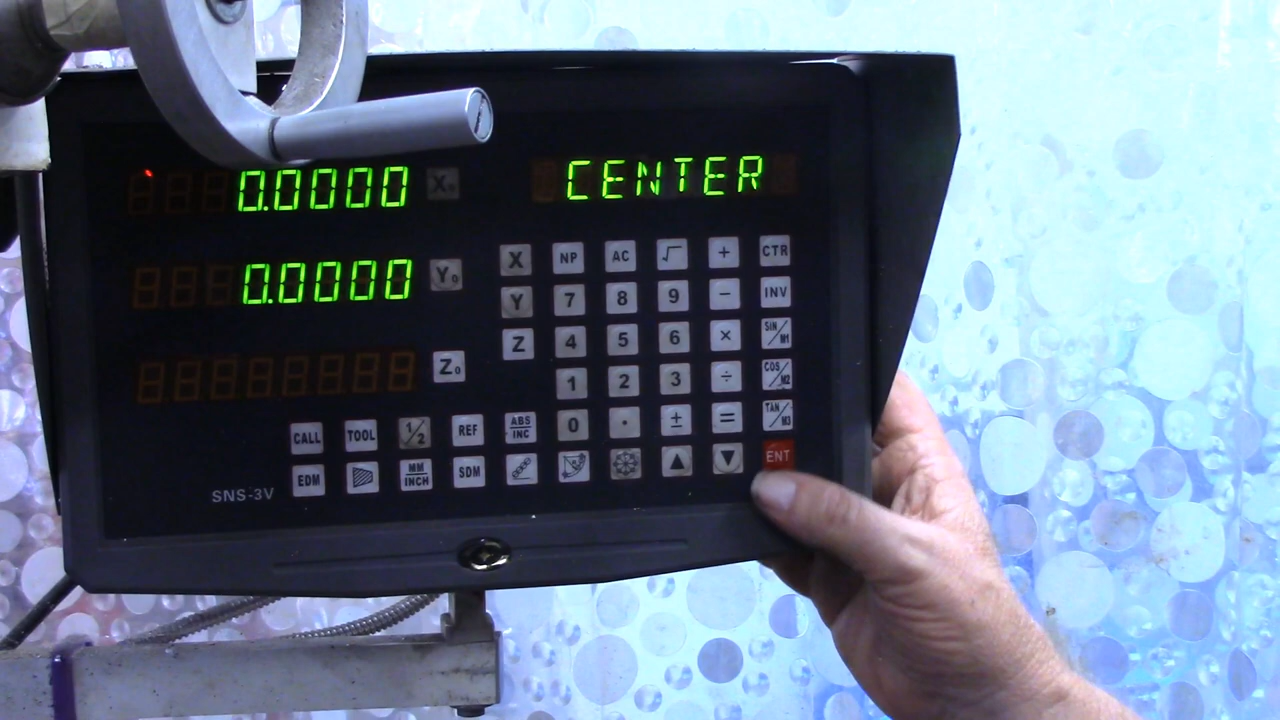 0.0000 X₀ CENTER
0.0000 Y₀
Z₀
X NP AC √ + CTR
Y 7 8 9 − INV
Z 4 5 6 × SIN/M1
1 2 3 ÷ COS/M2
CALL TOOL 1/2 REF ABS/INC 0 · ± = TAN/M3
EDM MM/INCH SDM ▲ ▼ ENT
SNS-3V